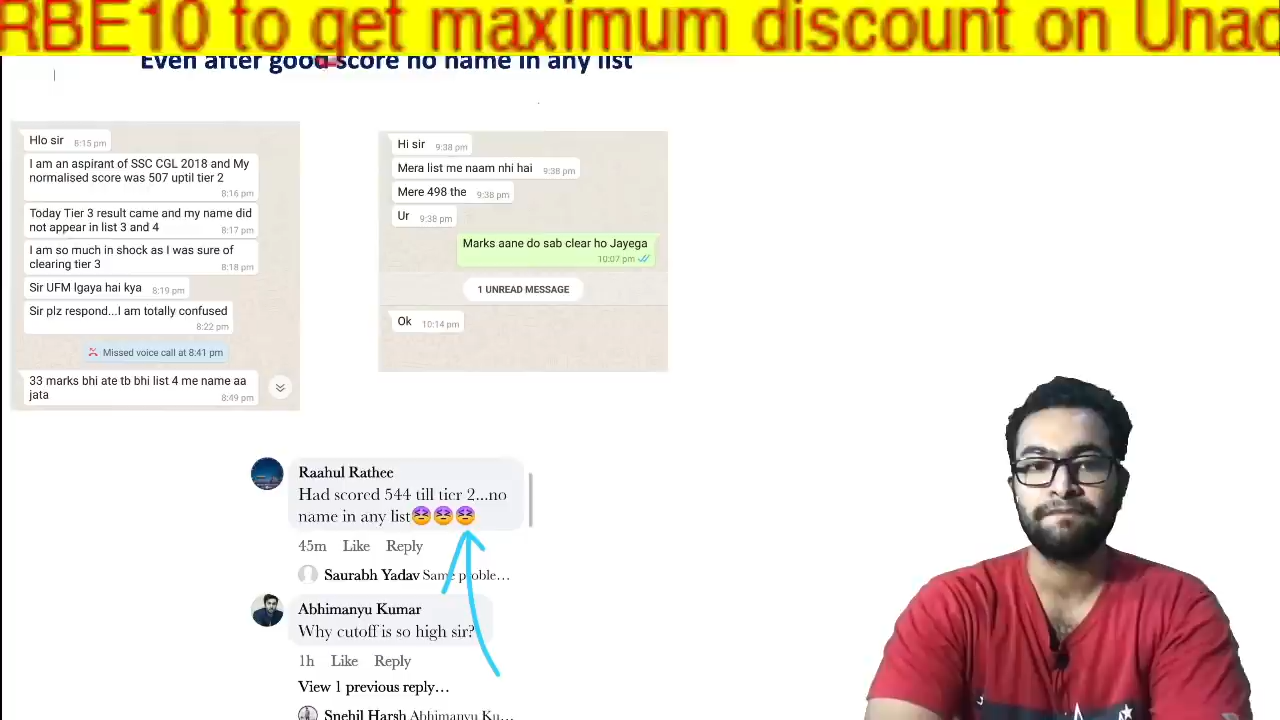 RBE10 to get maximum discount on Unac
Even after good score no name in any list
Hlo sir 8:15 pm
I am an aspirant of SSC CGL 2018 and My
normalised score was 507 uptil tier 2
8:16 pm
Today Tier 3 result came and my name did
not appear in list 3 and 4 8:17 pm
I am so much in shock as I was sure of
clearing tier 3 8:18 pm
Sir UFM lgaya hai kya 8:19 pm
Sir plz respond...I am totally confused
8:22 pm
Missed voice call at 8:41 pm
33 marks bhi ate tb bhi list 4 me name aa
jata 8:49 pm
Hi sir 9:38 pm
Mera list me naam nhi hai 9:38 pm
Mere 498 the 9:38 pm
Ur 9:38 pm
Marks aane do sab clear ho Jayega
10:07 pm
1 UNREAD MESSAGE
Ok 10:14 pm
Raahul Rathee
Had scored 544 till tier 2...no
name in any list😣😣😣
45m Like Reply
Saurabh Yadav Same proble...
Abhimanyu Kumar
Why cutoff is so high sir?
1h Like Reply
View 1 previous reply...
Snehil Harsh Abhimanyu Ku...